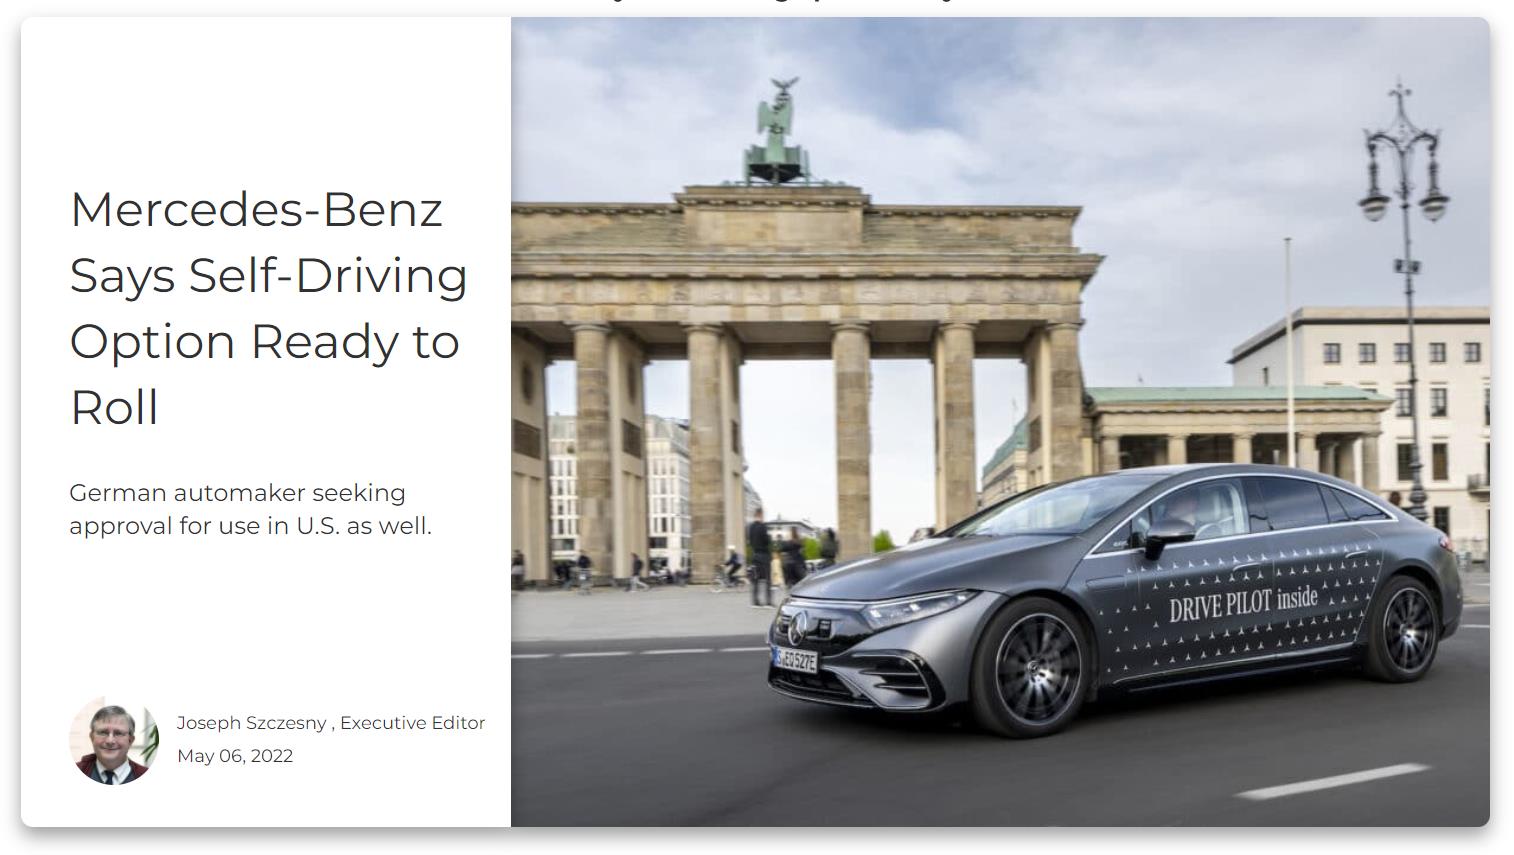 Mercedes-Benz
Says Self-Driving
Option Ready to
Roll
German automaker seeking
approval for use in U.S. as well.
Joseph Szczesny , Executive Editor
May 06, 2022
DRIVE PILOT inside
S EQ 527E